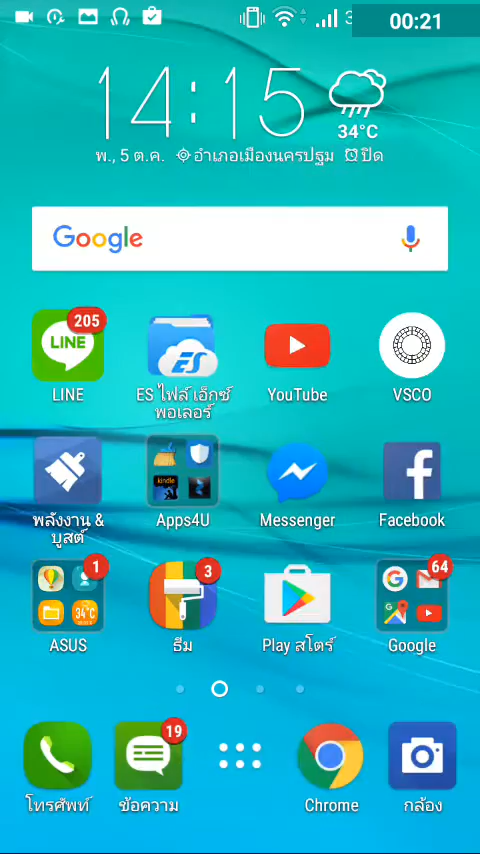 00:21
14:15
34°C
พ., 5 ต.ค. อำเภอเมืองนครปฐม ปิด
Google
205
LINE
LINE
ES
ES ไฟล์ เอ็กซ์
พอเลอร์
YouTube
VSCO
พลังงาน &
บูสต์
kindle
Apps4U
Messenger
Facebook
1
34°C
ASUS
3
ธีม
Play สโตร์
64
Google
โทรศัพท์
19
ข้อความ
Chrome
กล้อง